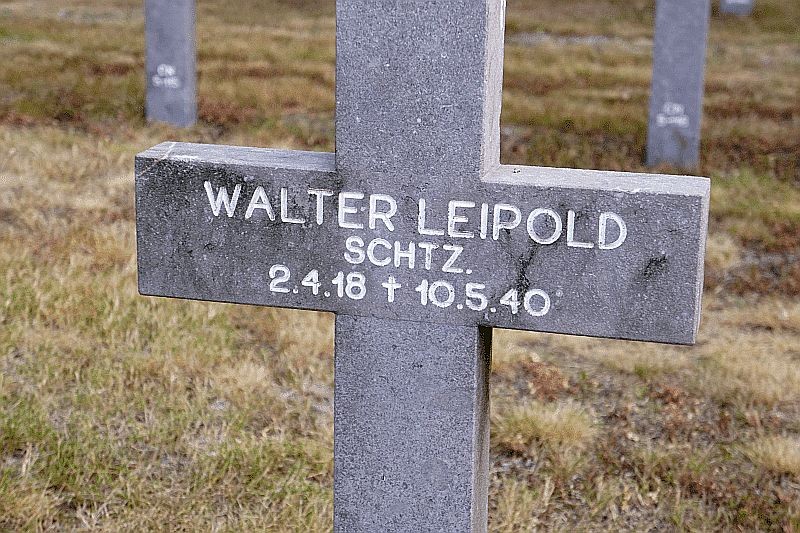 WALTER LEIPOLD
SCHTZ.
2.4.18 † 10.5.40